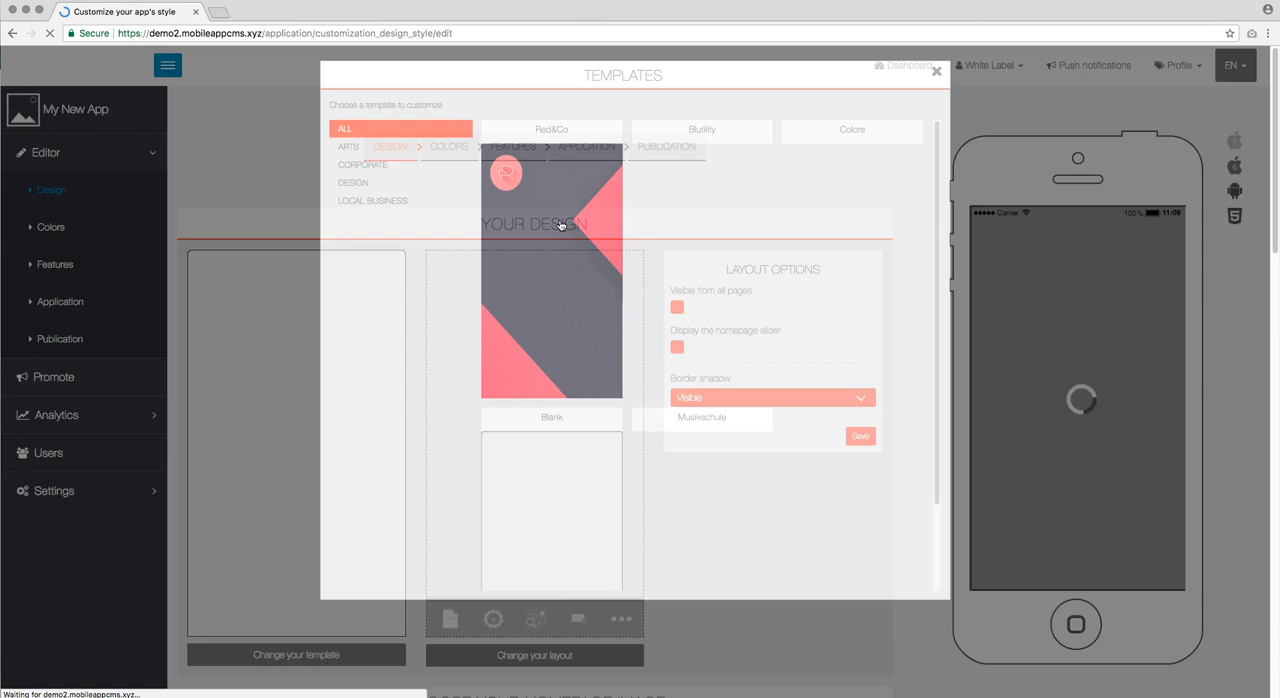 Customize your app's style
Secure https://demo2.mobileappcms.xyz/application/customization_design_style/edit
Dashboard White Label Push notifications Profile EN
My New App
Editor
Design
Colors
Features
Application
Publication
Promote
Analytics
Users
Settings
TEMPLATES
Choose a template to customize
ALL
ARTS
CORPORATE
DESIGN
LOCAL BUSINESS
Red&Co Blutility Colors
DESIGN COLORS FEATURES APPLICATION PUBLICATION
YOUR DESIGN
Blank Musikschule
LAYOUT OPTIONS
Visible from all pages
Display the homepage slider
Border shadow
Visible
Save
Change your template Change your layout
Carrier 100 % 11:09
Waiting for demo2.mobileappcms.xyz...